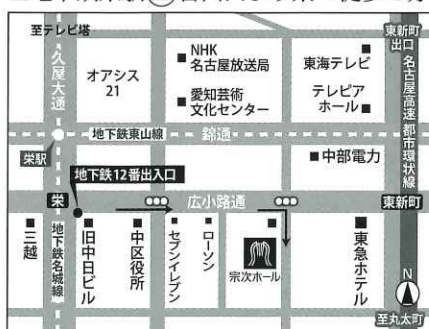 至テレビ塔
久屋大通
オアシス
21
■NHK
名古屋放送局
■愛知芸術
文化センター
東海テレビ
テレピア
ホール■
東新町
出口
名古屋高速 都市環状線
地下鉄東山線
錦通
栄駅
■中部電力
地下鉄12番出入口
栄
広小路通
東新町
■三越
地下鉄名城線
■旧中日ビル
■中区役所
■セブンイレブン
■ローソン
宗次ホール
■東急ホテル
N
至丸太町